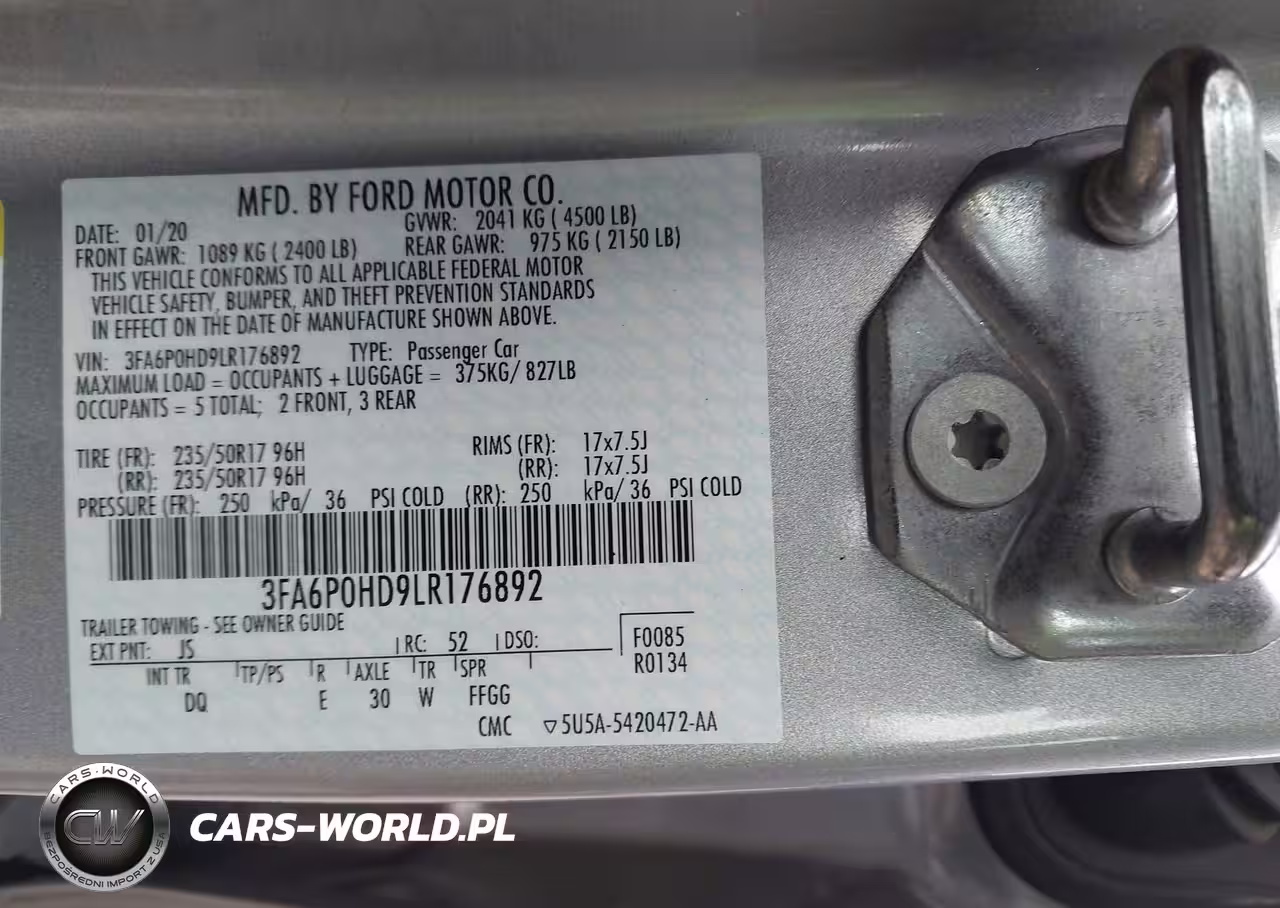 MFD. BY FORD MOTOR CO.
DATE: 01/20 GVWR: 2041 KG ( 4500 LB)
FRONT GAWR: 1089 KG ( 2400 LB) REAR GAWR: 975 KG ( 2150 LB)
THIS VEHICLE CONFORMS TO ALL APPLICABLE FEDERAL MOTOR
VEHICLE SAFETY, BUMPER, AND THEFT PREVENTION STANDARDS
IN EFFECT ON THE DATE OF MANUFACTURE SHOWN ABOVE.
VIN: 3FA6P0HD9LR176892 TYPE: Passenger Car
MAXIMUM LOAD = OCCUPANTS + LUGGAGE = 375KG/ 827LB
OCCUPANTS = 5 TOTAL; 2 FRONT, 3 REAR
TIRE (FR): 235/50R17 96H RIMS (FR): 17x7.5J
(RR): 235/50R17 96H (RR): 17x7.5J
PRESSURE (FR): 250 kPa/ 36 PSI COLD (RR): 250 kPa/ 36 PSI COLD
3FA6P0HD9LR176892
TRAILER TOWING - SEE OWNER GUIDE
EXT PNT: JS RC: 52 DSO: F0085
R0134
INT TR TP/PS R AXLE TR SPR
DQ E 30 W FFGG
CMC ▽5U5A-5420472-AA
CARS-WORLD
CW
BEZPOŚREDNI IMPORT Z USA
CARS-WORLD.PL